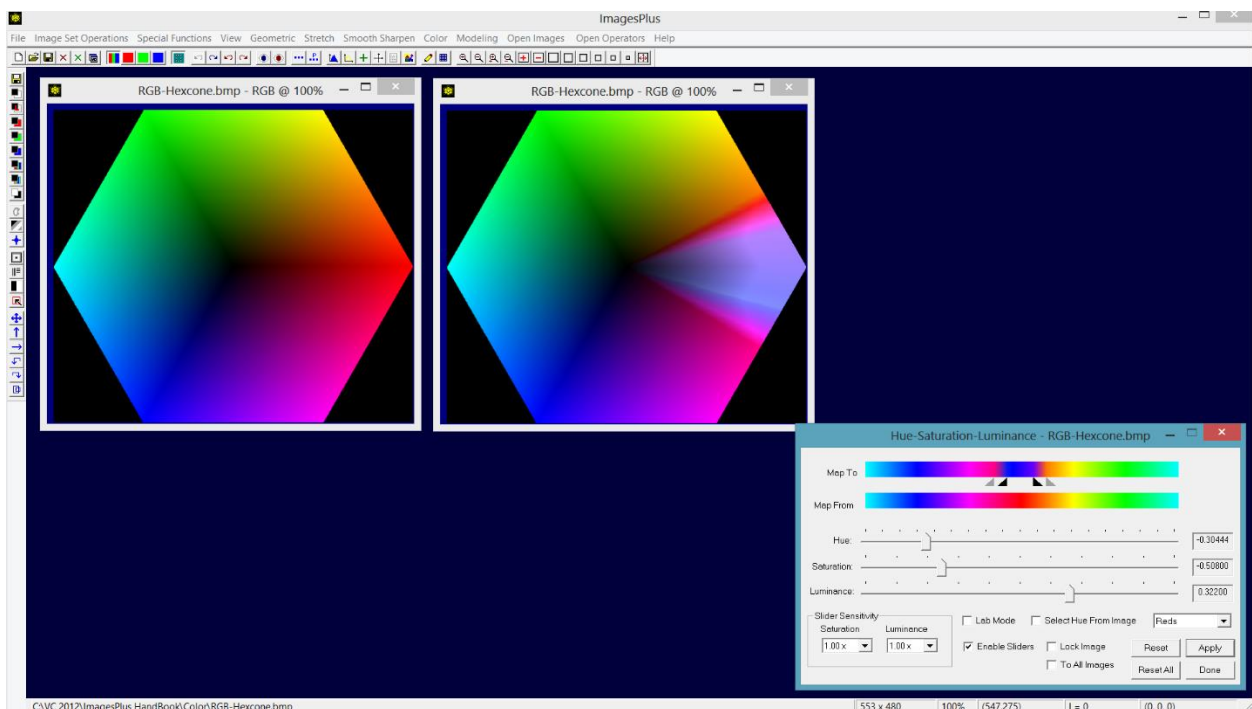 ImagesPlus
File Image Set Operations Special Functions View Geometric Stretch Smooth Sharpen Color Modeling Open Images Open Operators Help
RGB-Hexcone.bmp - RGB @ 100%
RGB-Hexcone.bmp - RGB @ 100%
Hue-Saturation-Luminance - RGB-Hexcone.bmp
Map To
Map From
Hue: -0.30444
Saturation: -0.50800
Luminance: 0.32200
Slider Sensitivity
Saturation Luminance
1.00 x 1.00 x
Lab Mode Select Hue From Image Reds
Enable Sliders Lock Image Reset Apply
To All Images Reset All Done
C:\VC 2012\ImagesPlus HandBook\Color\RGB-Hexcone.bmp 553 x 480 100% (547,275) L = 0 (0, 0, 0)